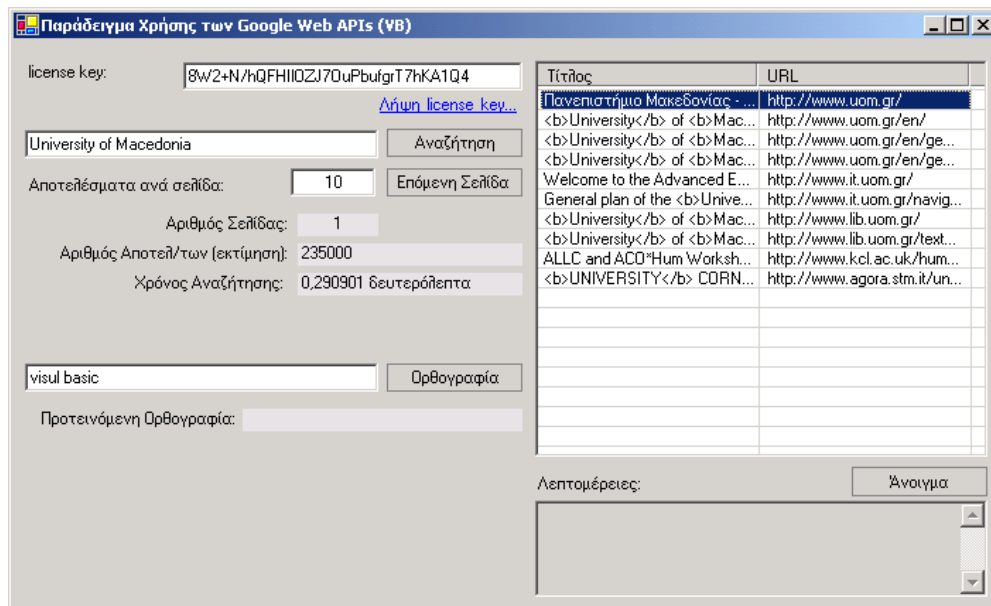 Παράδειγμα Χρήσης των Google Web APIs (VB)
license key: 8W2+N/hQFHIIOZJ7OuPbufgrT7hKA1Q4
Λήψη license key...
University of Macedonia Αναζήτηση
Αποτελέσματα ανά σελίδα: 10 Επόμενη Σελίδα
Αριθμός Σελίδας: 1
Αριθμός Αποτελ/των (εκτίμηση): 235000
Χρόνος Αναζήτησης: 0,290901 δευτερόλεπτα
visul basic Ορθογραφία
Προτεινόμενη Ορθογραφία:
Τίτλος URL
Πανεπιστήμιο Μακεδονίας - ... http://www.uom.gr/
<b>University</b> of <b>Mac... http://www.uom.gr/en/
<b>University</b> of <b>Mac... http://www.uom.gr/en/ge...
<b>University</b> of <b>Mac... http://www.uom.gr/en/ge...
Welcome to the Advanced E... http://www.it.uom.gr/
General plan of the <b>Unive... http://www.it.uom.gr/navig...
<b>University</b> of <b>Mac... http://www.lib.uom.gr/
<b>University</b> of <b>Mac... http://www.lib.uom.gr/text...
ALLC and ACO*Hum Worksh... http://www.kcl.ac.uk/hum...
<b>UNIVERSITY</b> CORN... http://www.agora.stm.it/un...
Λεπτομέρειες: Άνοιγμα